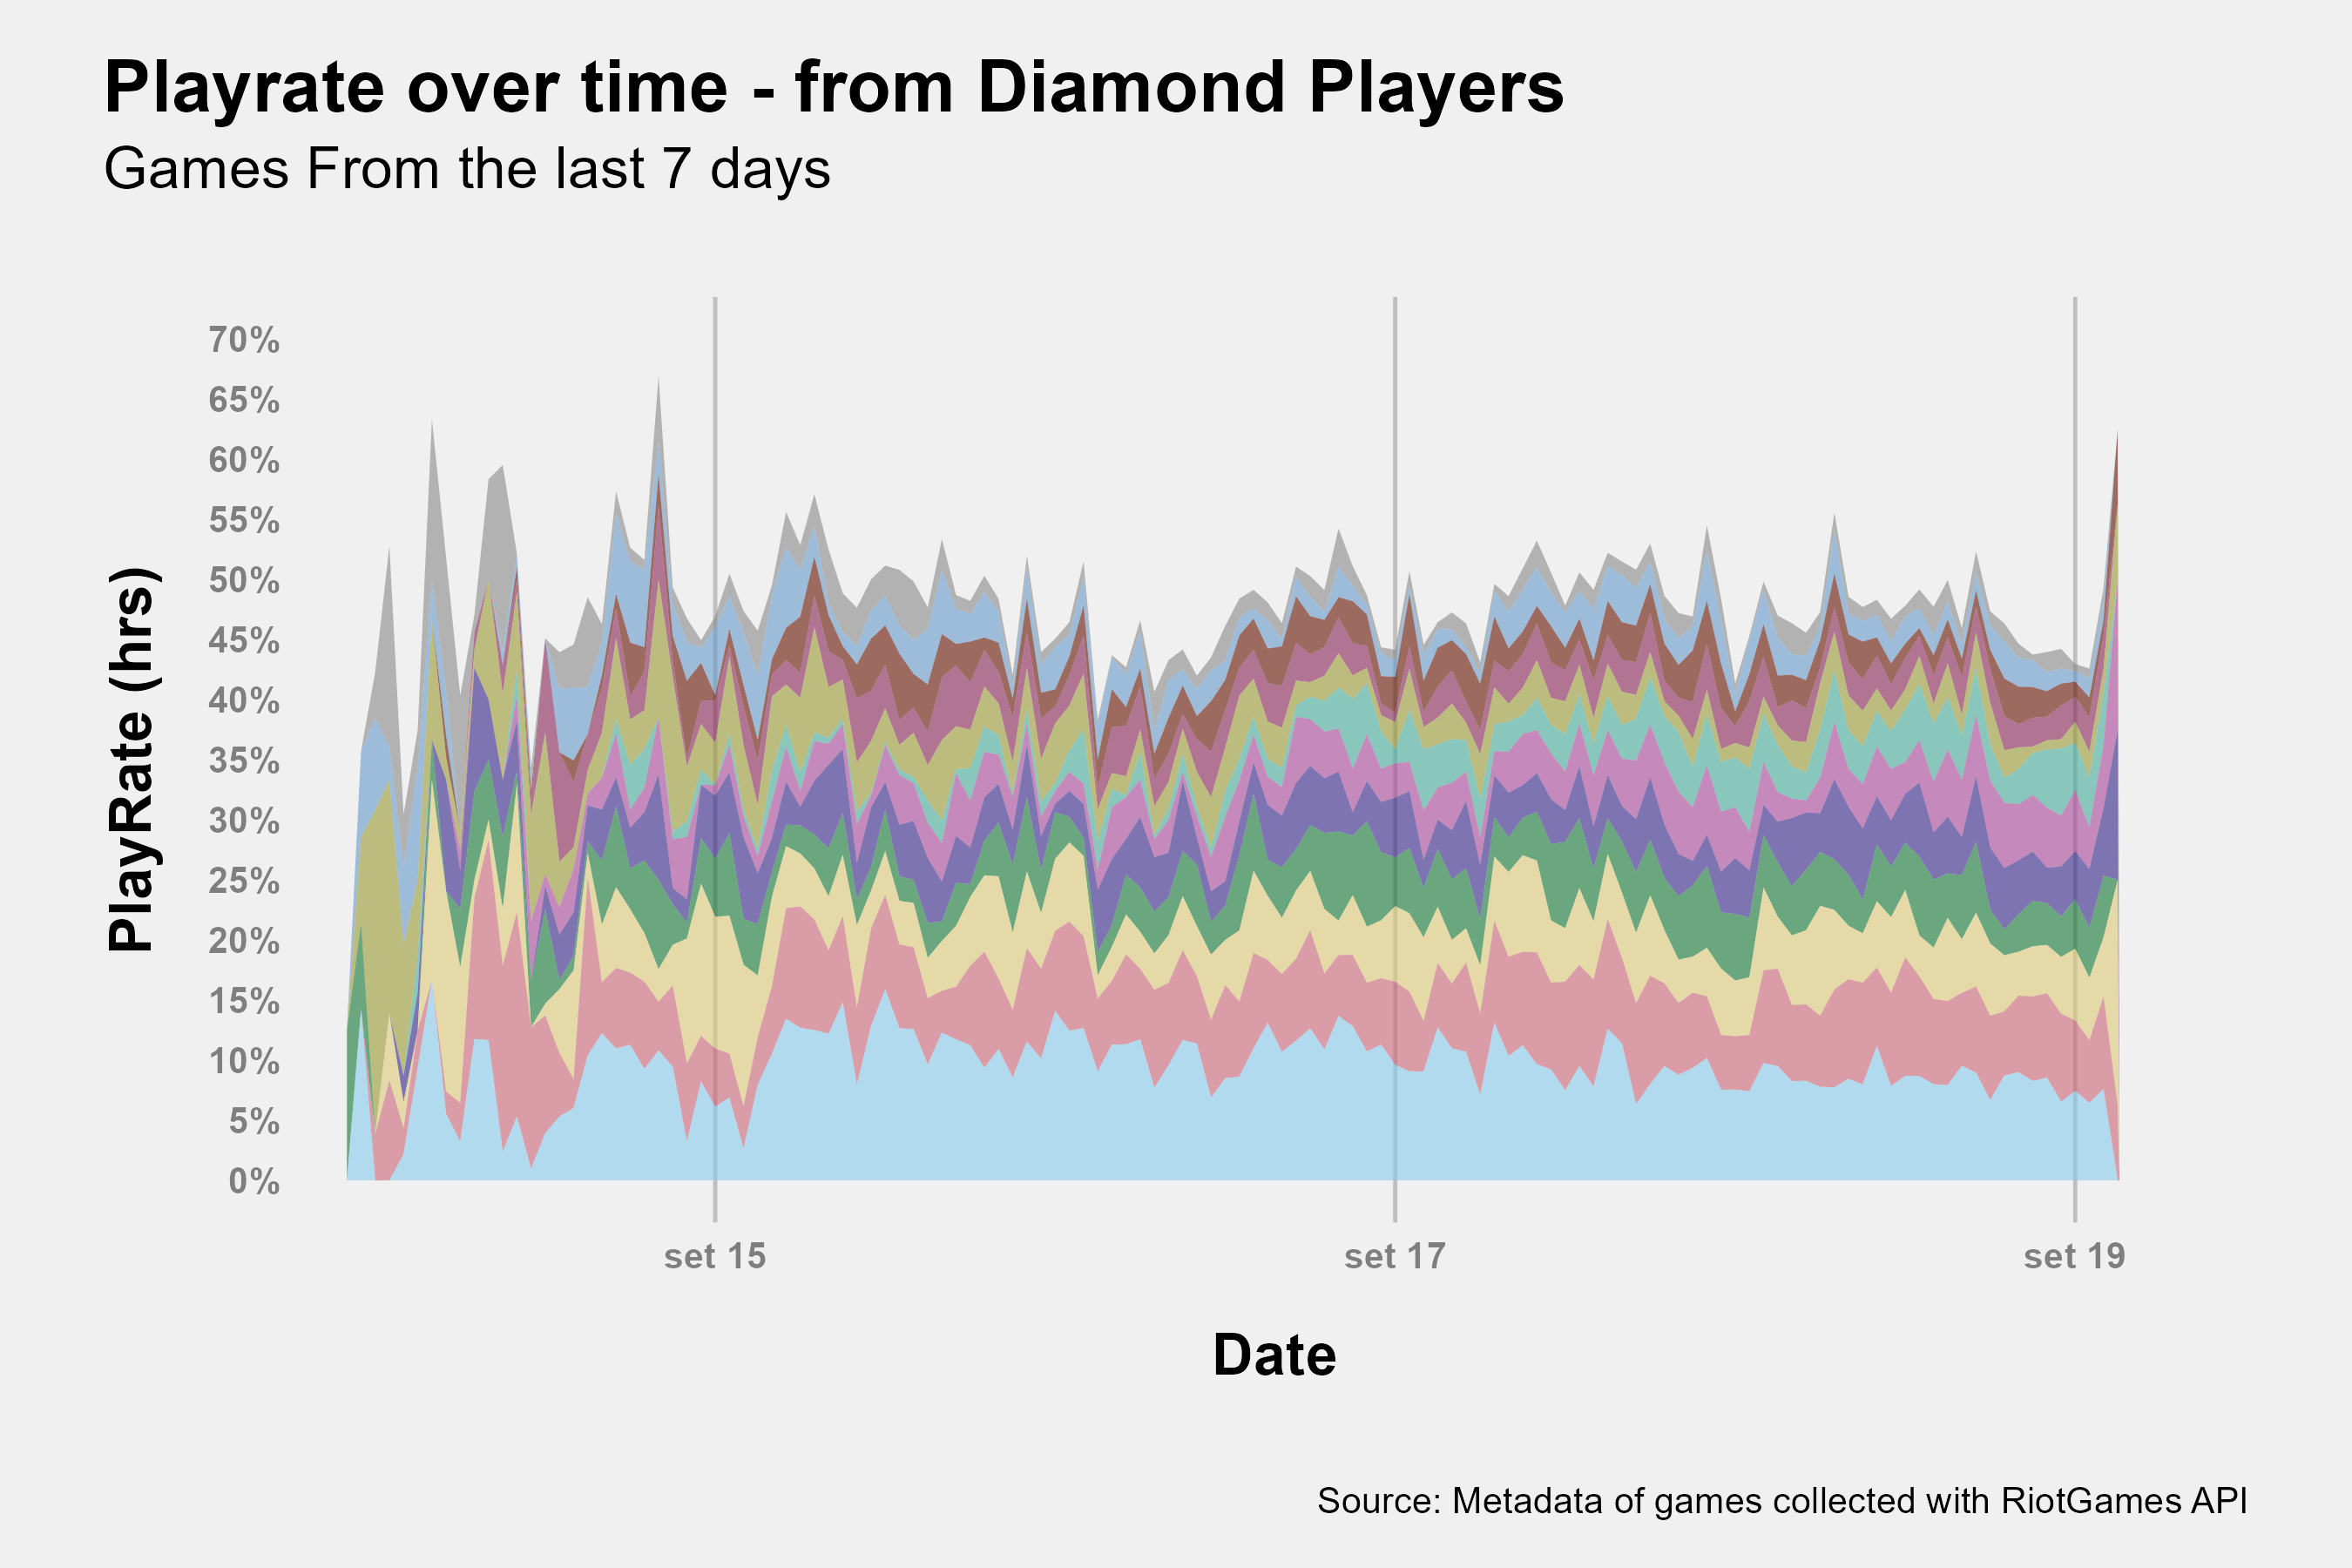 Playrate over time - from Diamond Players
Games From the last 7 days
70%
65%
60%
55%
50%
45%
40%
35%
30%
25%
20%
15%
10%
5%
0%
PlayRate (hrs)
set 15
set 17
set 19
Date
Source: Metadata of games collected with RiotGames API